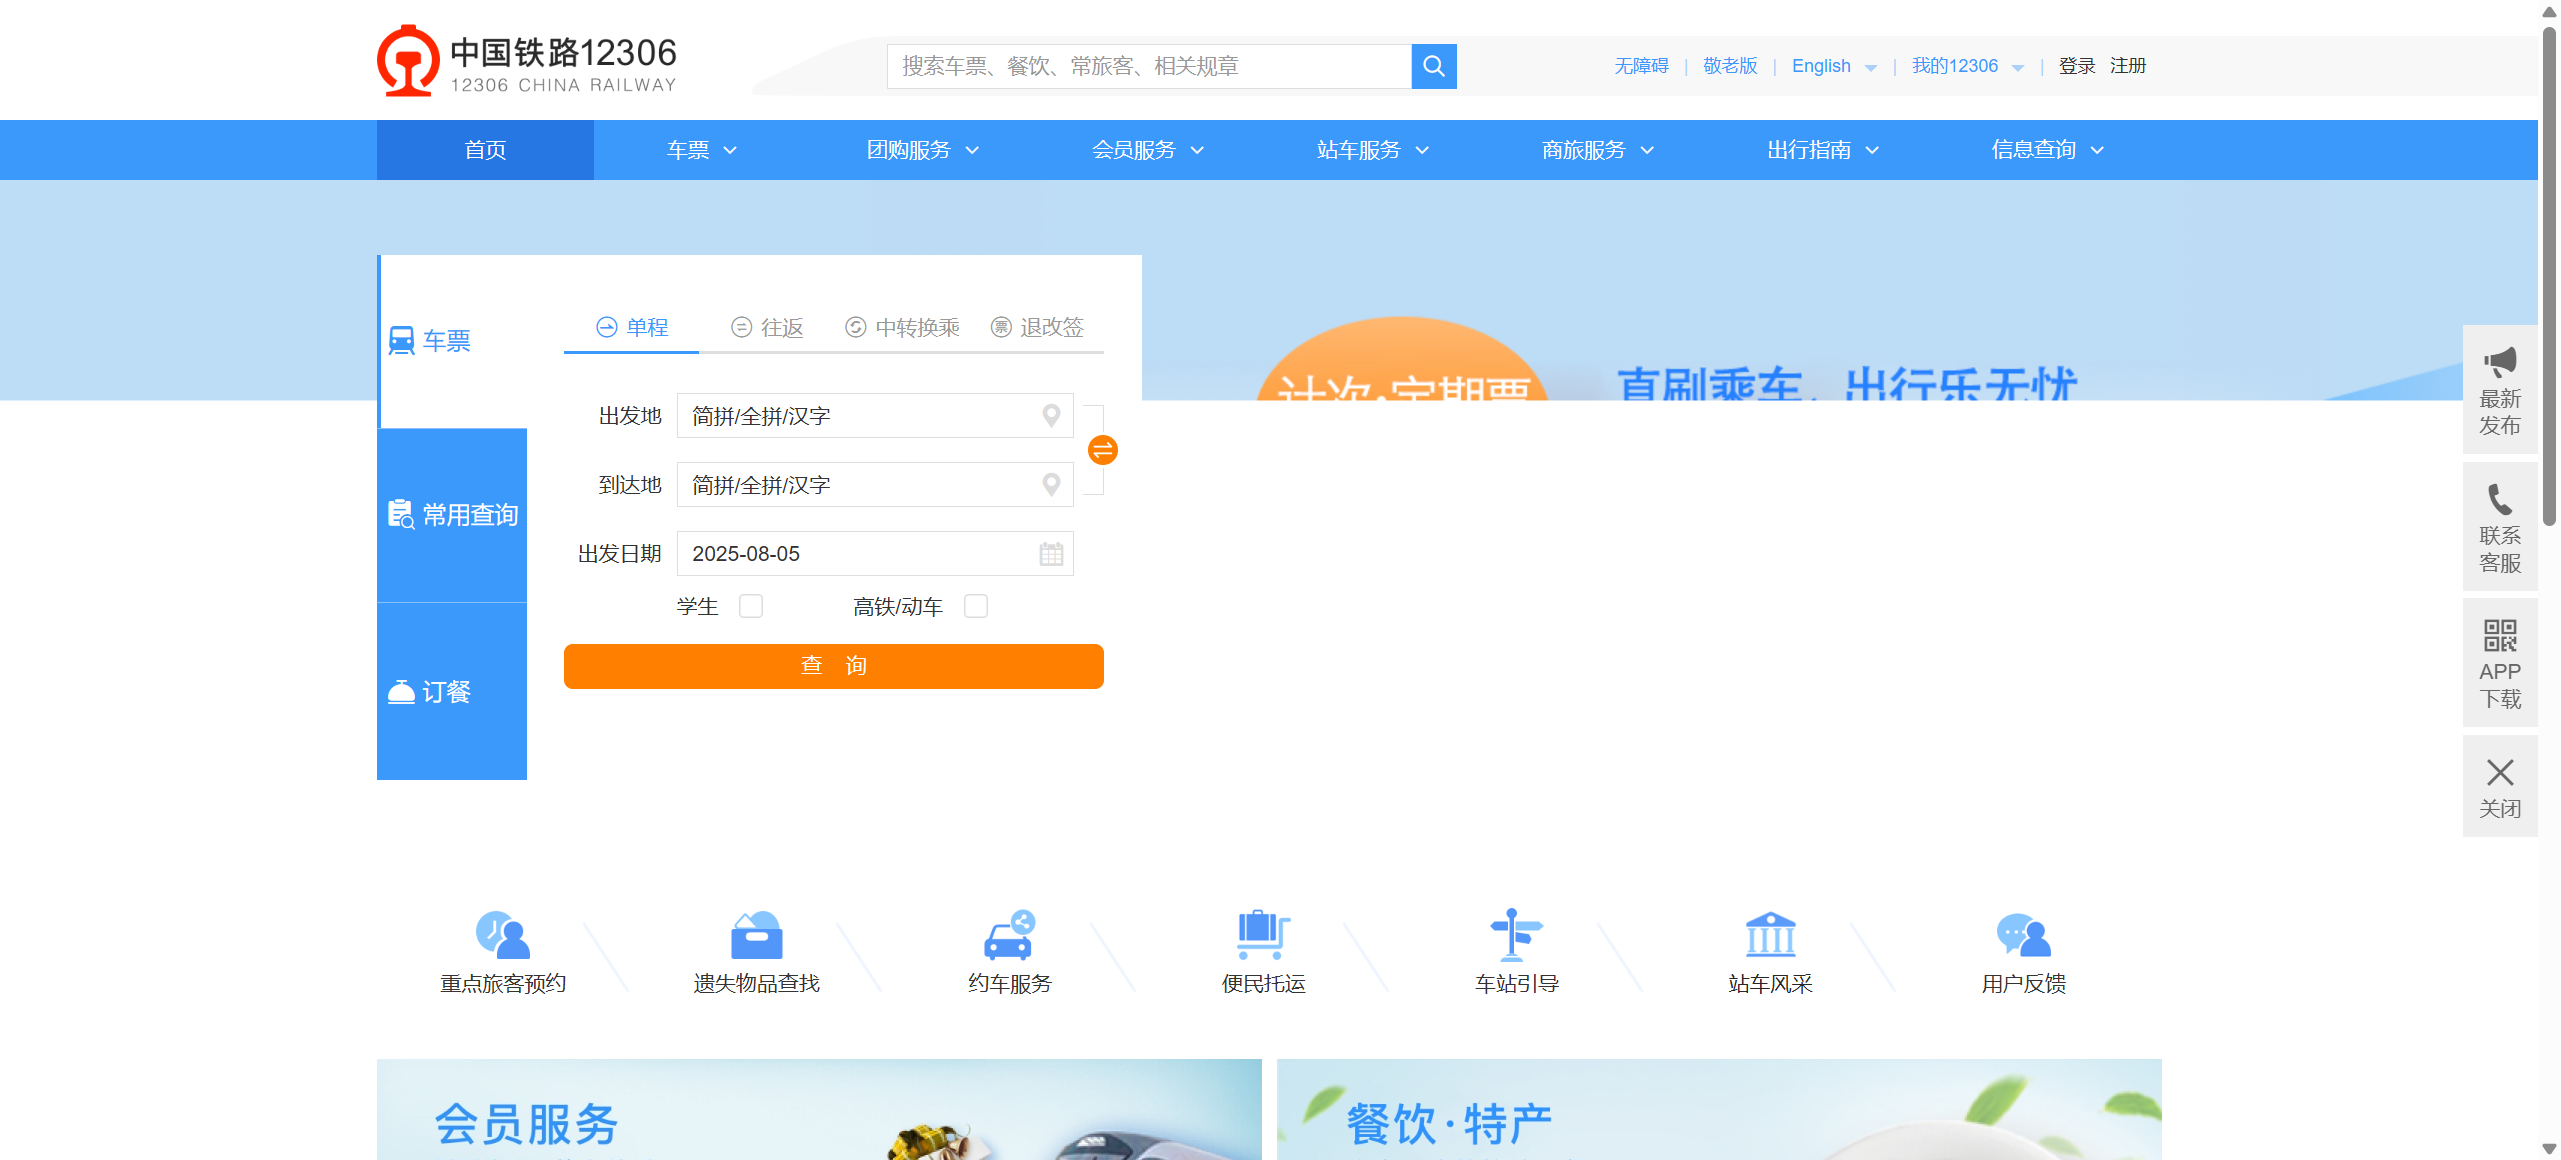 中国铁路12306
12306 CHINA RAILWAY
搜索车票、餐饮、常旅客、相关规章
无障碍 | 敬老版 | English | 我的12306 | 登录 注册
首页 车票 团购服务 会员服务 站车服务 商旅服务 出行指南 信息查询
车票
常用查询
订餐
单程 往返 中转换乘 票 退改签
出发地 简拼/全拼/汉字
到达地 简拼/全拼/汉字
出发日期 2025-08-05
学生 高铁/动车
查 询
计次·定期票
直刷乘车，出行乐无忧
最新
发布
联系
客服
APP
下载
关闭
重点旅客预约 遗失物品查找 约车服务 便民托运 车站引导 站车风采 用户反馈
会员服务
餐饮·特产